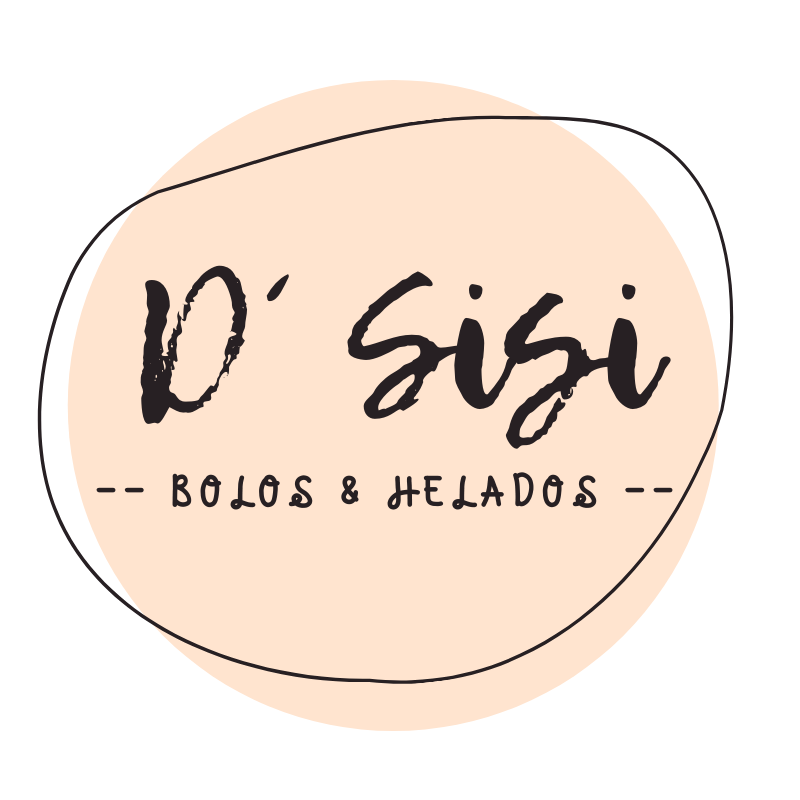 D´ Sisi
-- BOLOS & HELADOS --